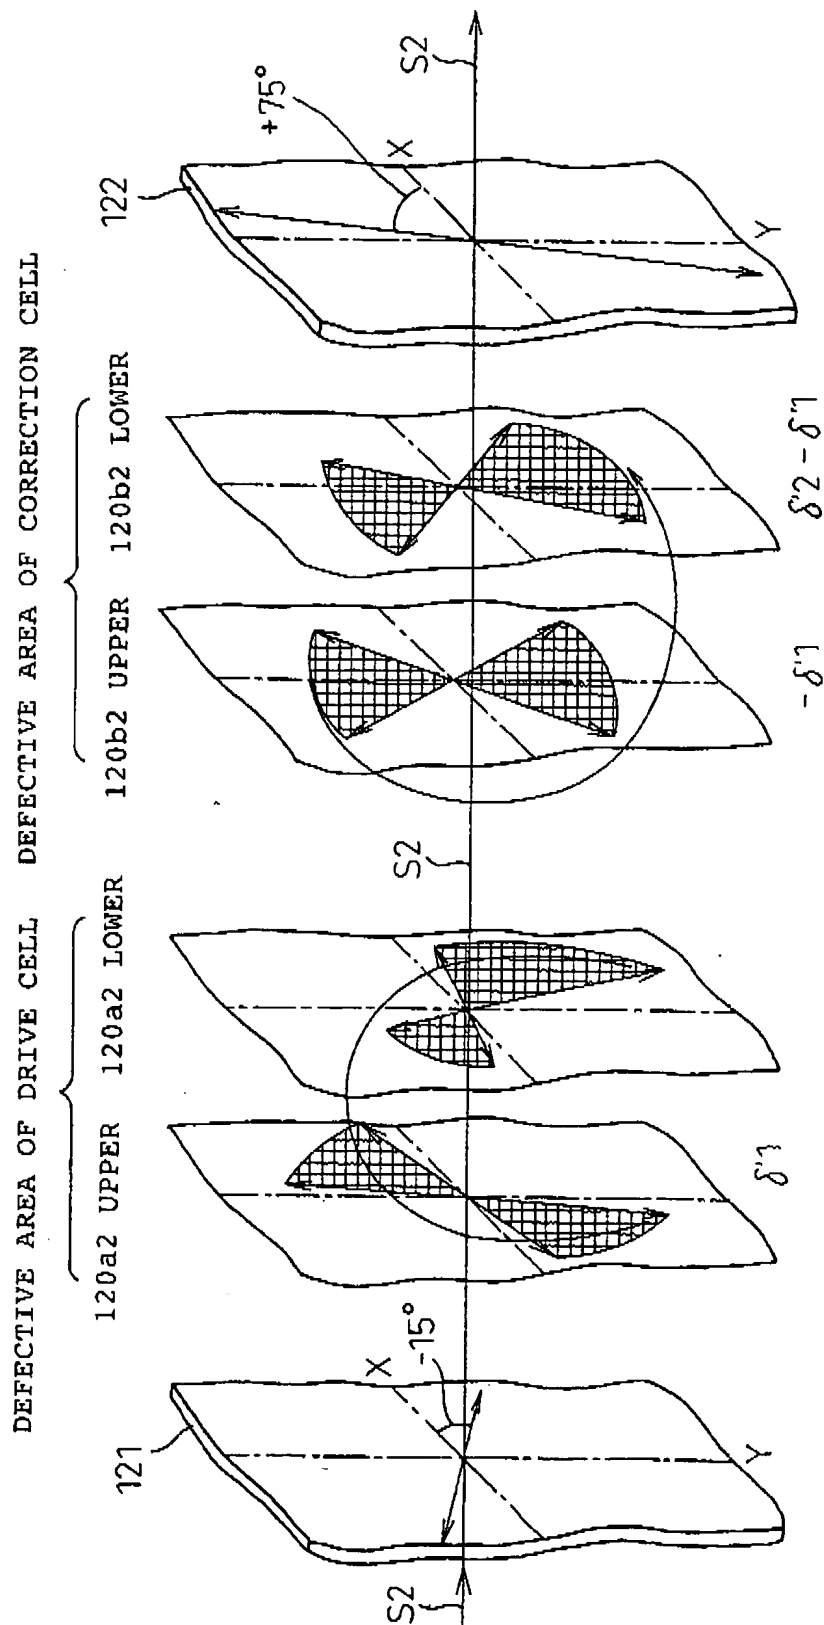 DEFECTIVE AREA OF DRIVE CELL
DEFECTIVE AREA OF CORRECTION CELL
120a2 UPPER
120a2 LOWER
120b2 UPPER
120b2 LOWER
121
122
X
-15°
Y
S2
S2
S2
X
+75°
Y
δ'1
-δ'1
δ'2-δ'1